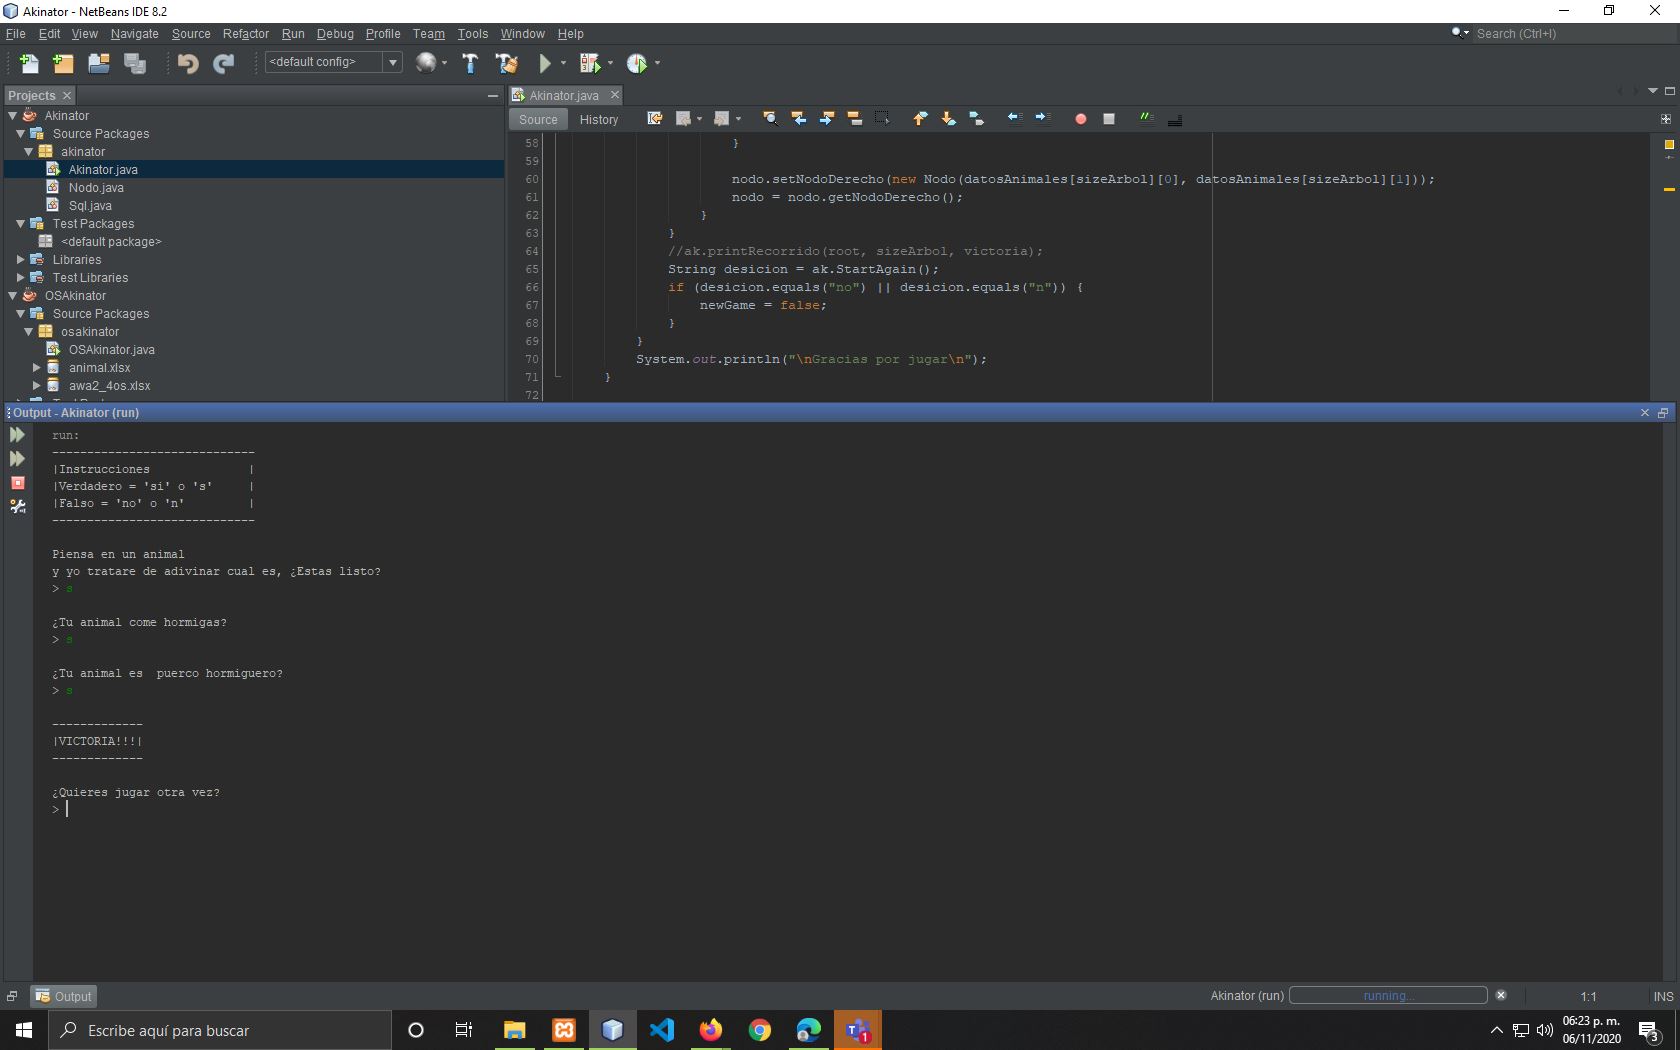 Akinator - NetBeans IDE 8.2
File Edit View Navigate Source Refactor Run Debug Profile Team Tools Window Help
Search (Ctrl+I)
<default config>
Projects
Akinator
Source Packages
akinator
Akinator.java
Nodo.java
Sql.java
Test Packages
<default package>
Libraries
Test Libraries
OSAkinator
Source Packages
osakinator
OSAkinator.java
animal.xlsx
awa2_4os.xlsx
Akinator.java
Source History
58 }
59
60 nodo.setNodoDerecho(new Nodo(datosAnimales[sizeArbol][0], datosAnimales[sizeArbol][1]));
61 nodo = nodo.getNodoDerecho();
62 }
63 }
64 //ak.printRecorrido(root, sizeArbol, victoria);
65 String desicion = ak.StartAgain();
66 if (desicion.equals("no") || desicion.equals("n")) {
67 newGame = false;
68 }
69 }
70 System.out.println("\nGracias por jugar\n");
71 }
72
Output - Akinator (run)
run:
-----------------------------
|Instrucciones |
|Verdadero = 'si' o 's' |
|Falso = 'no' o 'n' |
-----------------------------
Piensa en un animal
y yo tratare de adivinar cual es, ¿Estas listo?
> s
¿Tu animal come hormigas?
> s
¿Tu animal es  puerco hormiguero?
> s
-------------
|VICTORIA!!!|
-------------
¿Quieres jugar otra vez?
>
Output
Akinator (run) running... 1:1 INS
Escribe aquí para buscar
1
06:23 p. m.
06/11/2020
3